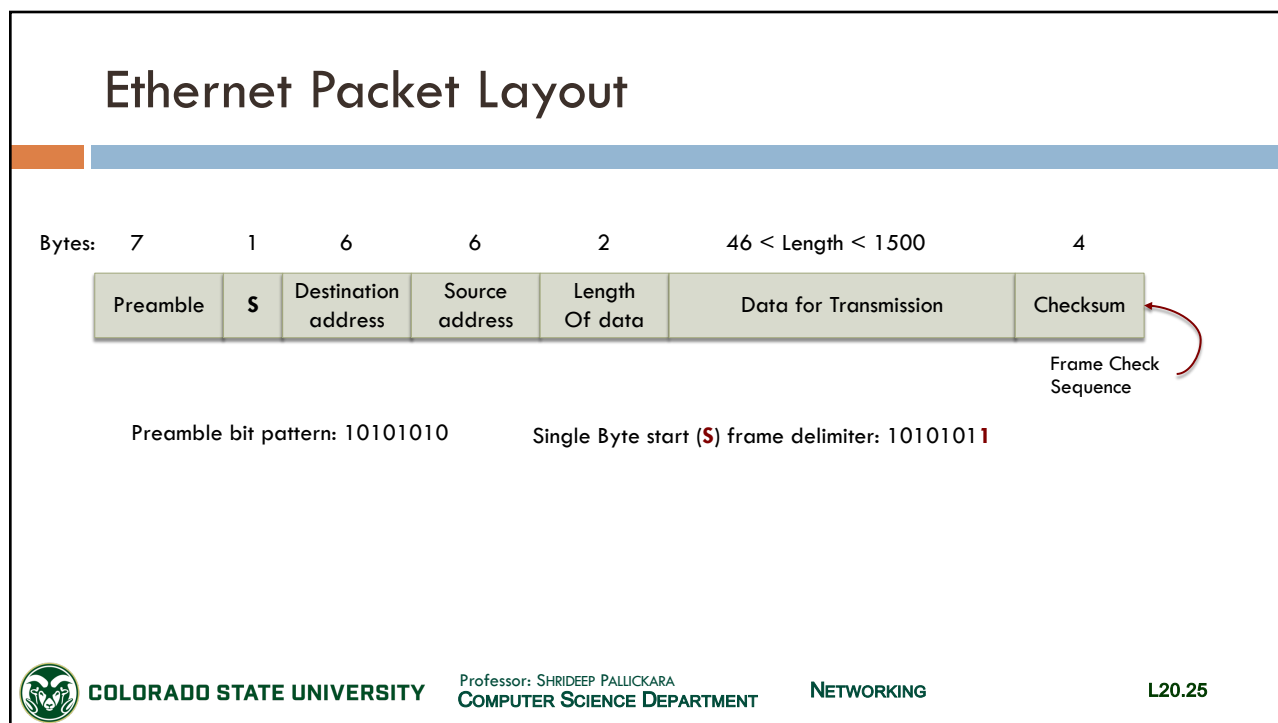 Ethernet Packet Layout
Bytes: 7 1 6 6 2 46 < Length < 1500 4
Preamble S Destination address Source address Length Of data Data for Transmission Checksum
Frame Check
Sequence
Preamble bit pattern: 10101010 Single Byte start (S) frame delimiter: 10101011
COLORADO STATE UNIVERSITY
Professor: SHRIDEEP PALLICKARA
COMPUTER SCIENCE DEPARTMENT
NETWORKING
L20.25